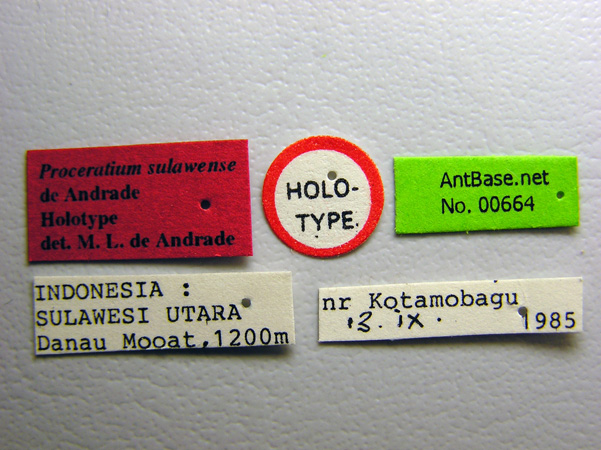 Proceratium sulawense
de Andrade
Holotype
det. M. L. de Andrade
HOLO-
TYPE.
AntBase.net
No. 00664
INDONESIA :
SULAWESI UTARA
Danau Mooat, 1200m
nr Kotamobagu
13. IX. 1985